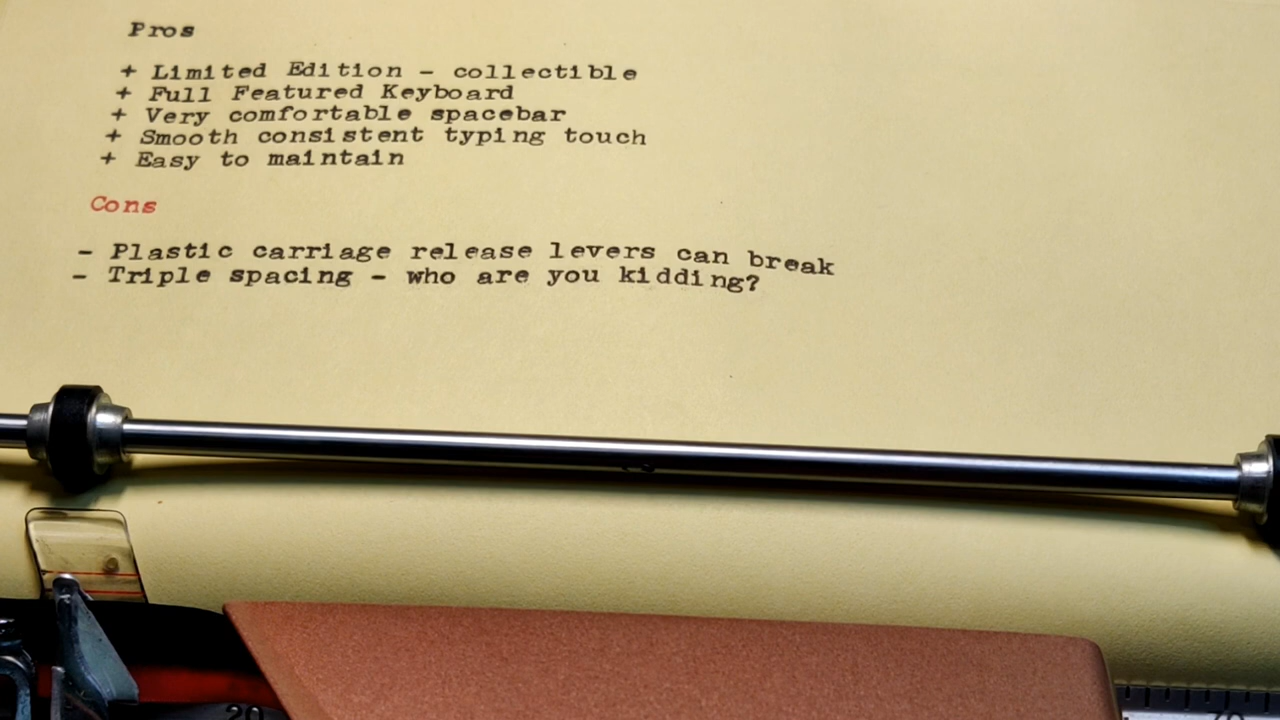 Pros
+ Limited Edition - collectible
+ Full Featured Keyboard
+ Very comfortable spacebar
+ Smooth consistent typing touch
+ Easy to maintain
Cons
- Plastic carriage release levers can break
- Triple spacing - who are you kidding?
20